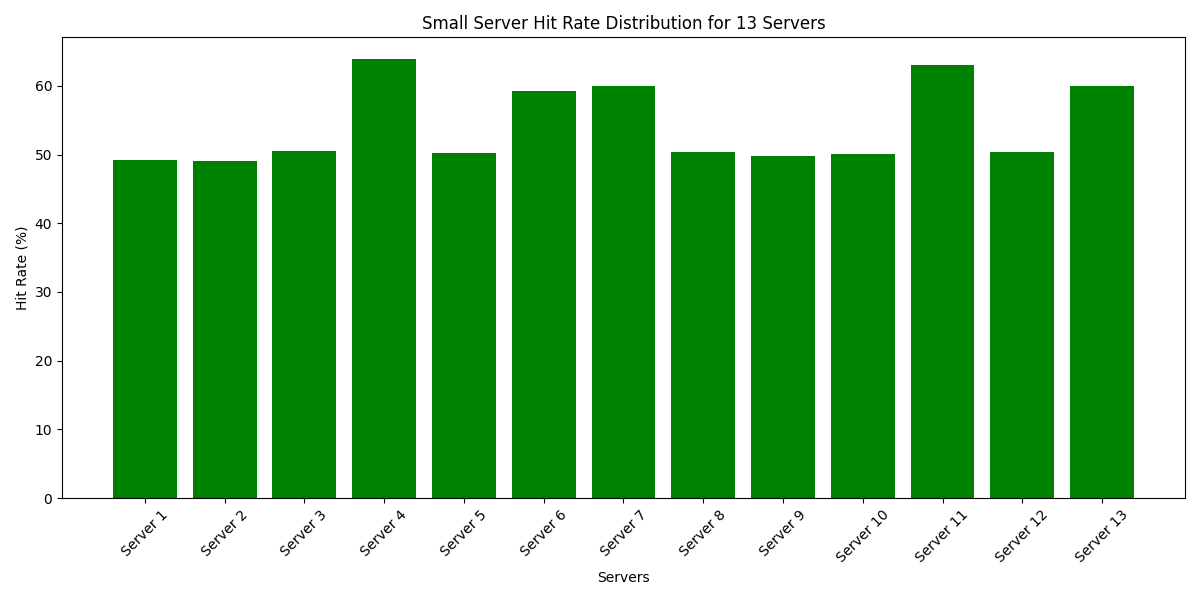 Small Server Hit Rate Distribution for 13 Servers
Hit Rate (%)
60
50
40
30
20
10
0
Server 1
Server 2
Server 3
Server 4
Server 5
Server 6
Server 7
Server 8
Server 9
Server 10
Server 11
Server 12
Server 13
Servers